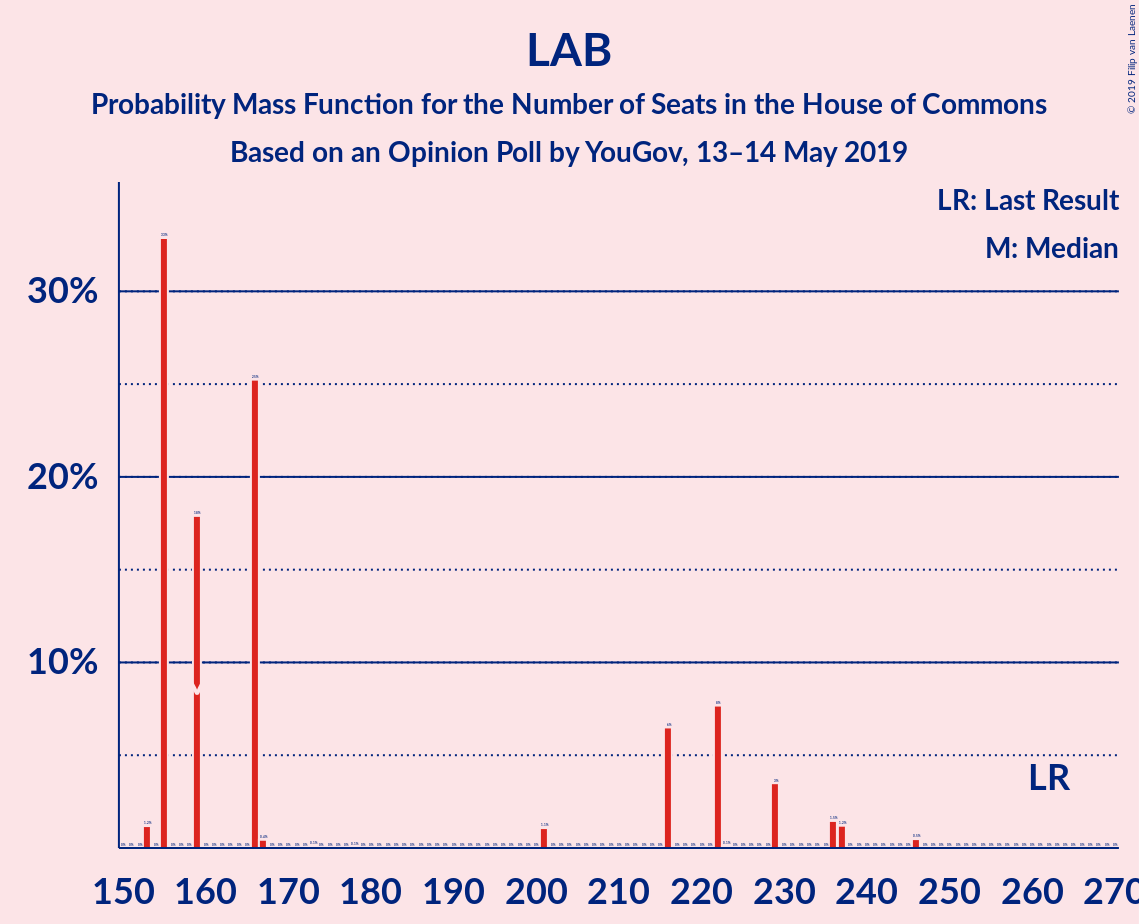 LAB
Probability Mass Function for the Number of Seats in the House of Commons
Based on an Opinion Poll by YouGov, 13–14 May 2019
© 2019 Filip van Laenen
LR: Last Result
M: Median
30%
20%
10%
LR
150 160 170 180 190 200 210 220 230 240 250 260 270